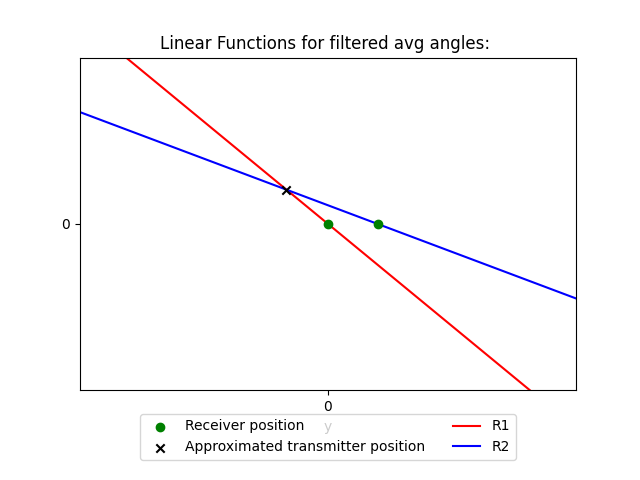 Linear Functions for filtered avg angles:
0
0
y
Receiver position
Approximated transmitter position
R1
R2